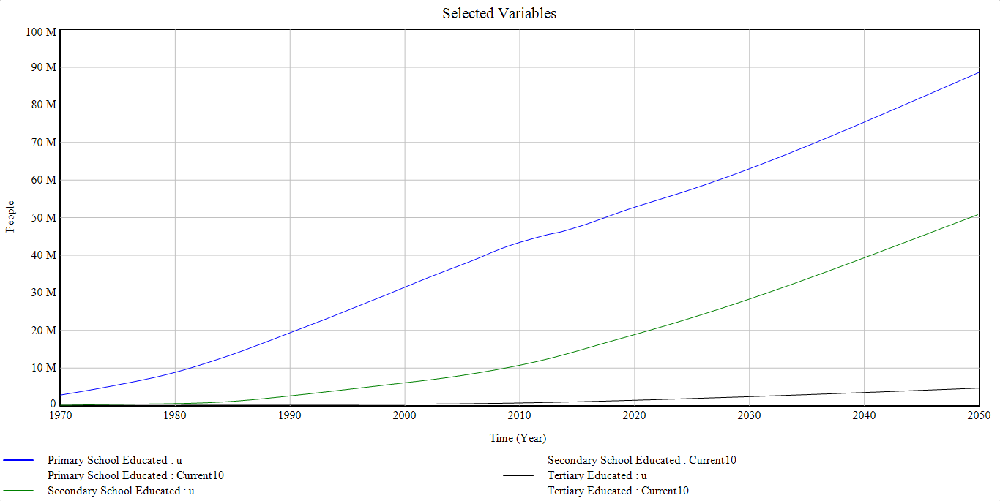 Selected Variables
100 M
90 M
80 M
70 M
60 M
50 M
40 M
30 M
20 M
10 M
0
People
1970 1980 1990 2000 2010 2020 2030 2040 2050
Time (Year)
Primary School Educated : u
Primary School Educated : Current10
Secondary School Educated : u
Secondary School Educated : Current10
Tertiary Educated : u
Tertiary Educated : Current10